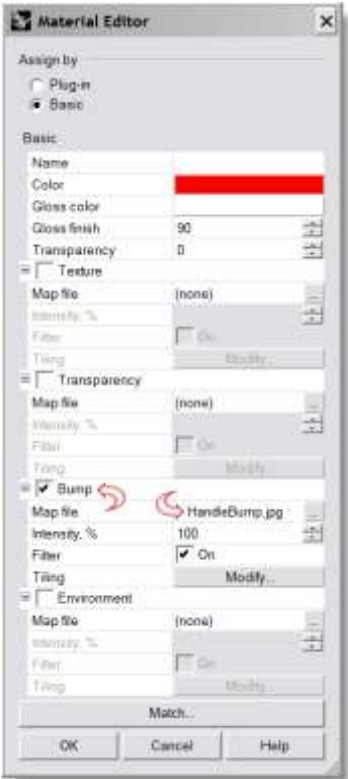 Material Editor
Assign by
Plug-in
Basic
Basic
Name
Color
Gloss color
Gloss finish 90
Transparency 0
Texture
Map file (none) ...
Intensity, %
Filter On
Tiling Modify...
Transparency
Map file (none) ...
Intensity, %
Filter On
Tiling Modify...
Bump
Map file HandleBump.jpg ...
Intensity, % 100
Filter On
Tiling Modify...
Environment
Map file (none) ...
Intensity, %
Filter On
Tiling Modify...
Match...
OK Cancel Help